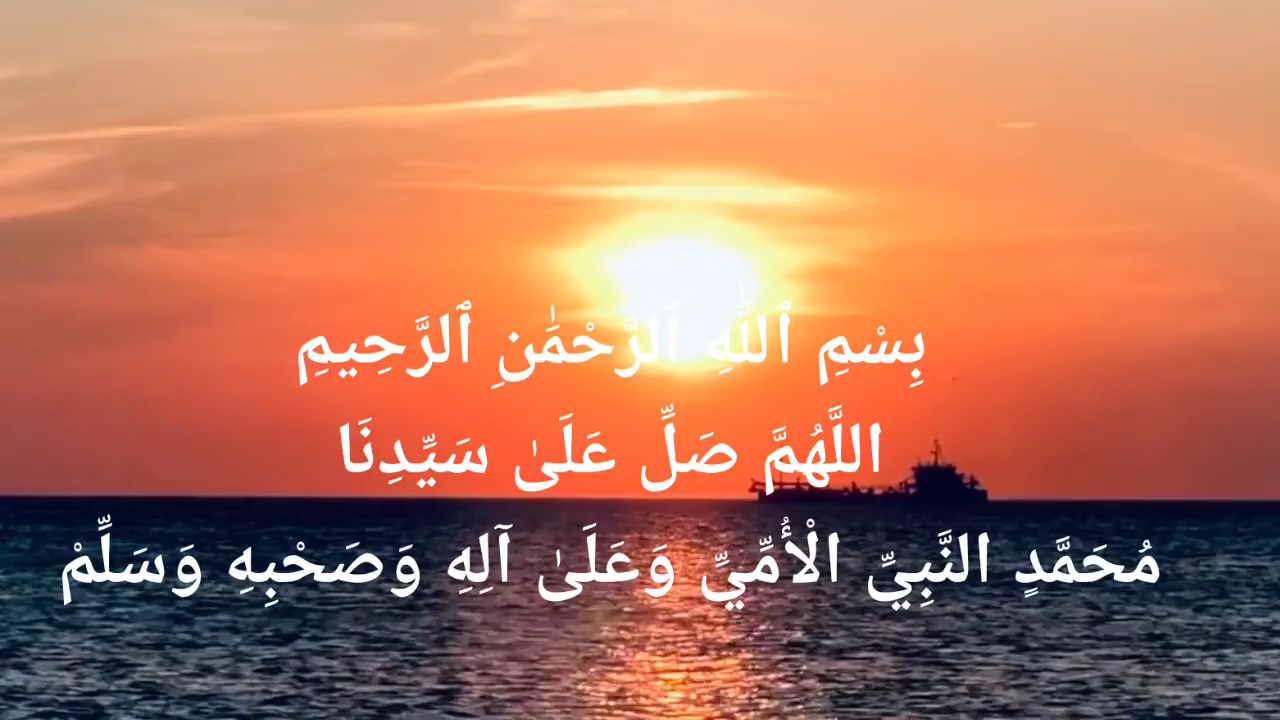 بِسْمِ ٱللَّٰهِ ٱلرَّحْمَٰنِ ٱلرَّحِيمِ
اللَّهُمَّ صَلِّ عَلَىٰ سَيِّدِنَا
مُحَمَّدٍ النَّبِيِّ الْأُمِّيِّ وَعَلَىٰ آلِهِ وَصَحْبِهِ وَسَلِّمْ